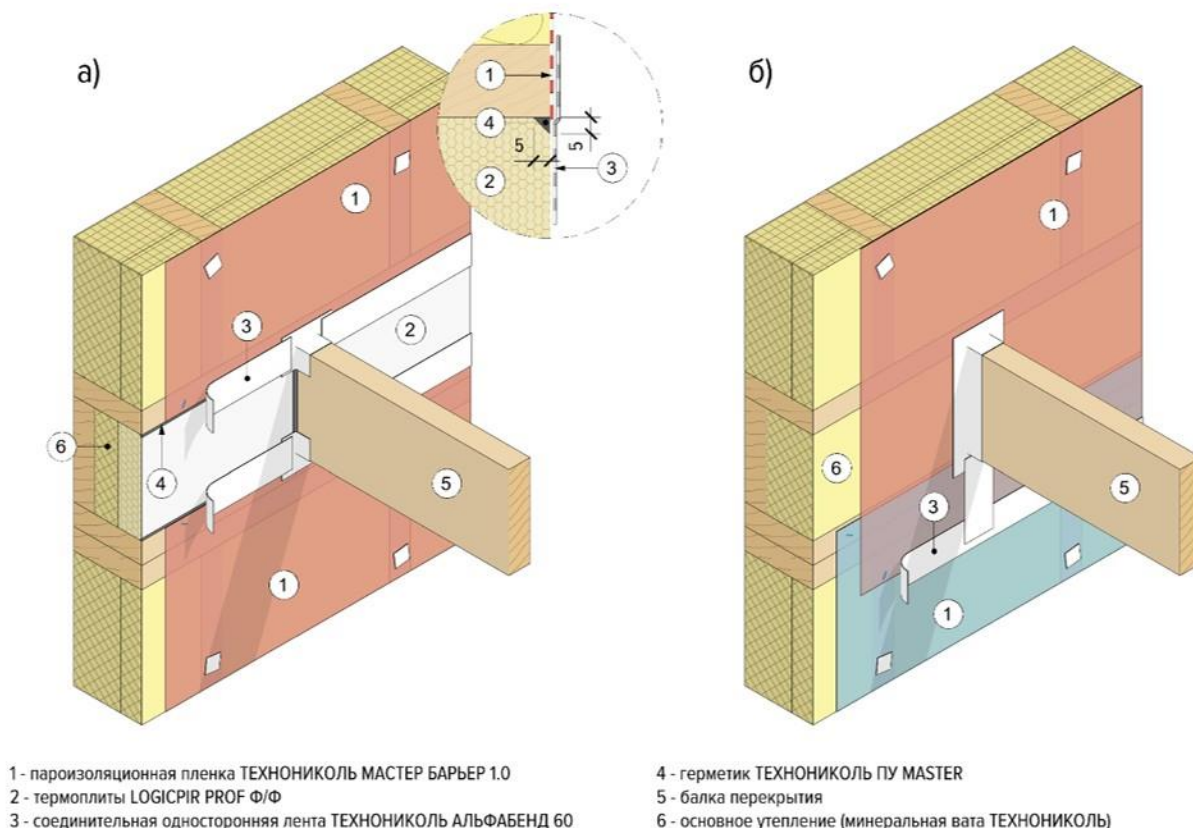 а)
б)
1
4
5
5
2
3
1
3
2
6
4
5
1
1
6
3
5
1
1 - пароизоляционная пленка ТЕХНОНИКОЛЬ МАСТЕР БАРЬЕР 1.0
2 - термоплиты LOGICPIR PROF Ф/Ф
3 - соединительная односторонняя лента ТЕХНОНИКОЛЬ АЛЬФАБЕНД 60
4 - герметик ТЕХНОНИКОЛЬ ПУ MASTER
5 - балка перекрытия
6 - основное утепление (минеральная вата ТЕХНОНИКОЛЬ)